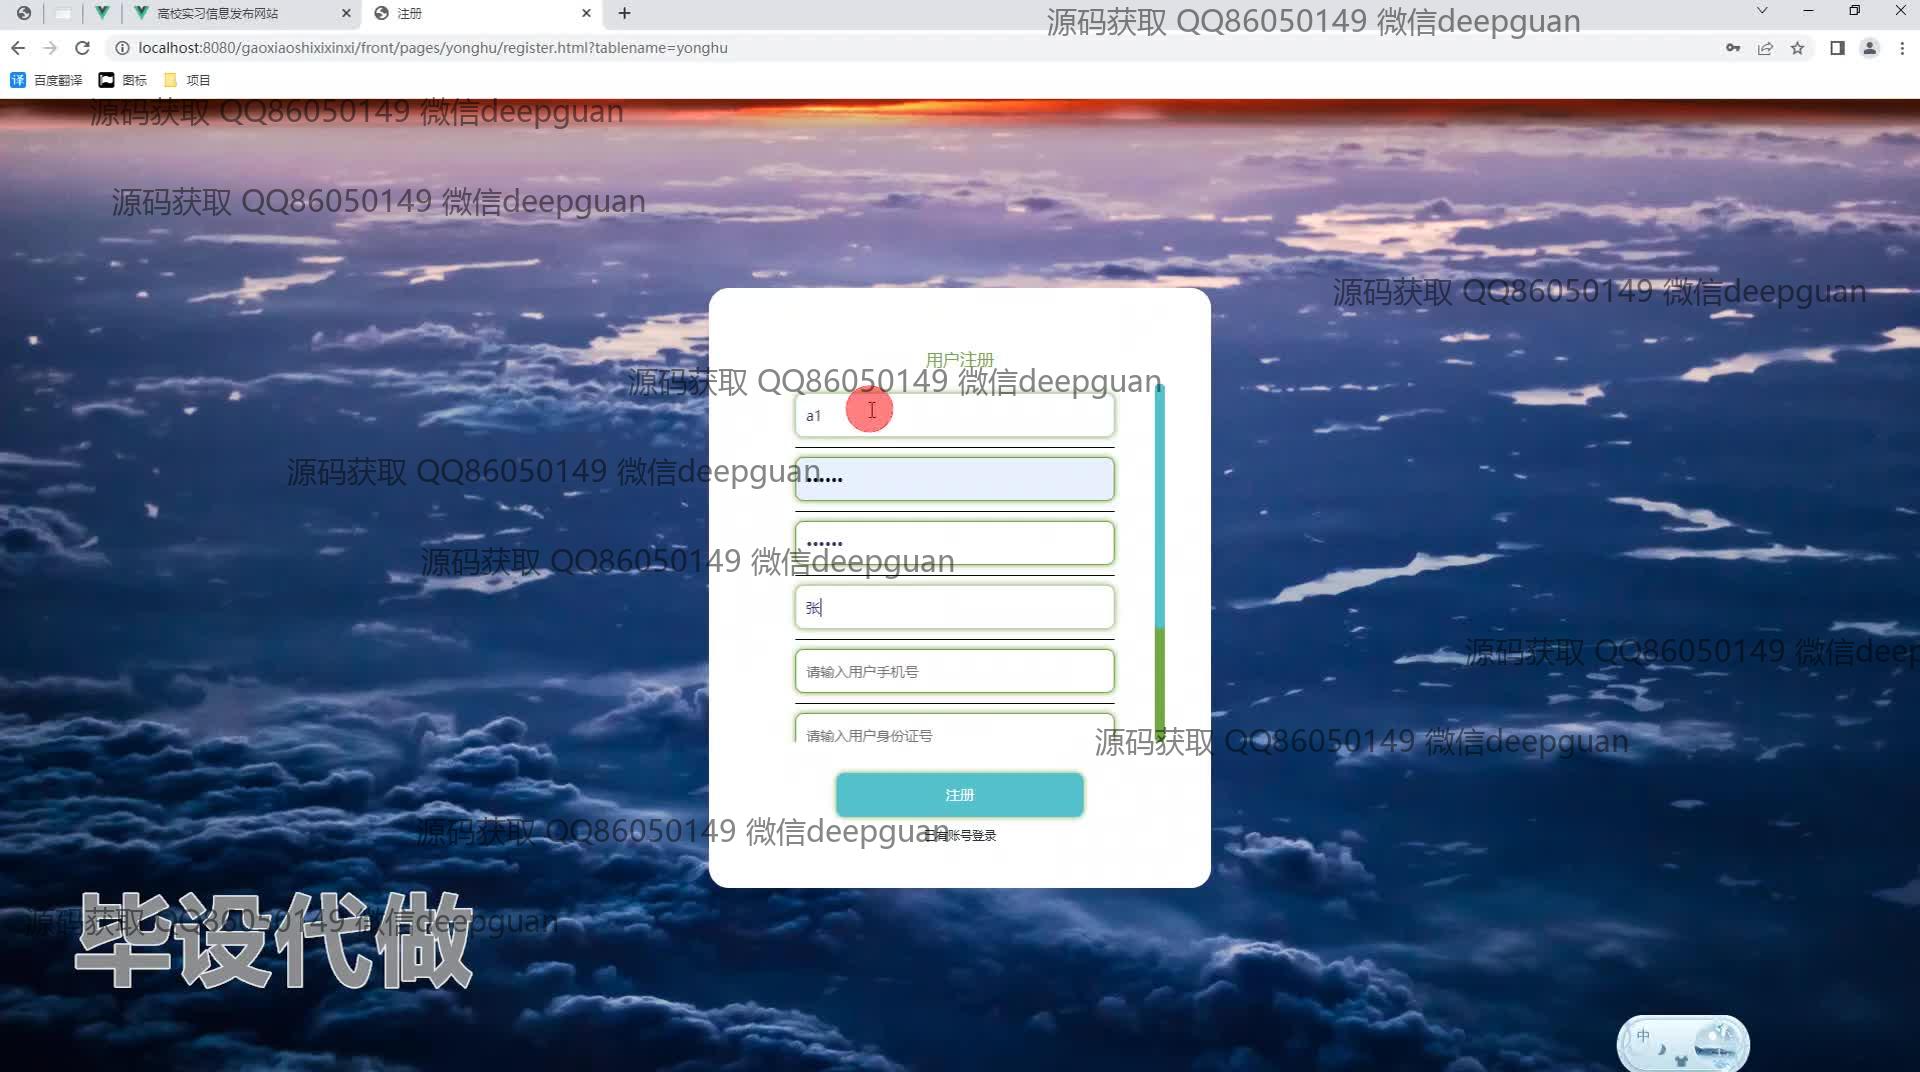 高校实习信息发布网站
注册
源码获取 QQ86050149 微信deepguan
localhost:8080/gaoxiaoshixixinxi/front/pages/yonghu/register.html?tablename=yonghu
译 百度翻译
图标
项目
源码获取 QQ86050149 微信deepguan
源码获取 QQ86050149 微信deepguan
源码获取 QQ86050149 微信deepguan
用户注册
源码获取 QQ86050149 微信deepguan
a1
源码获取 QQ86050149 微信deepguan
••••••
••••••
源码获取 QQ86050149 微信deepguan
张
源码获取 QQ86050149 微信deep
请输入用户手机号
请输入用户身份证号
源码获取 QQ86050149 微信deepguan
注册
源码获取 QQ86050149 微信deepguan
已有账号登录
源码获取 QQ86050149 微信deepguan
毕设代做
中